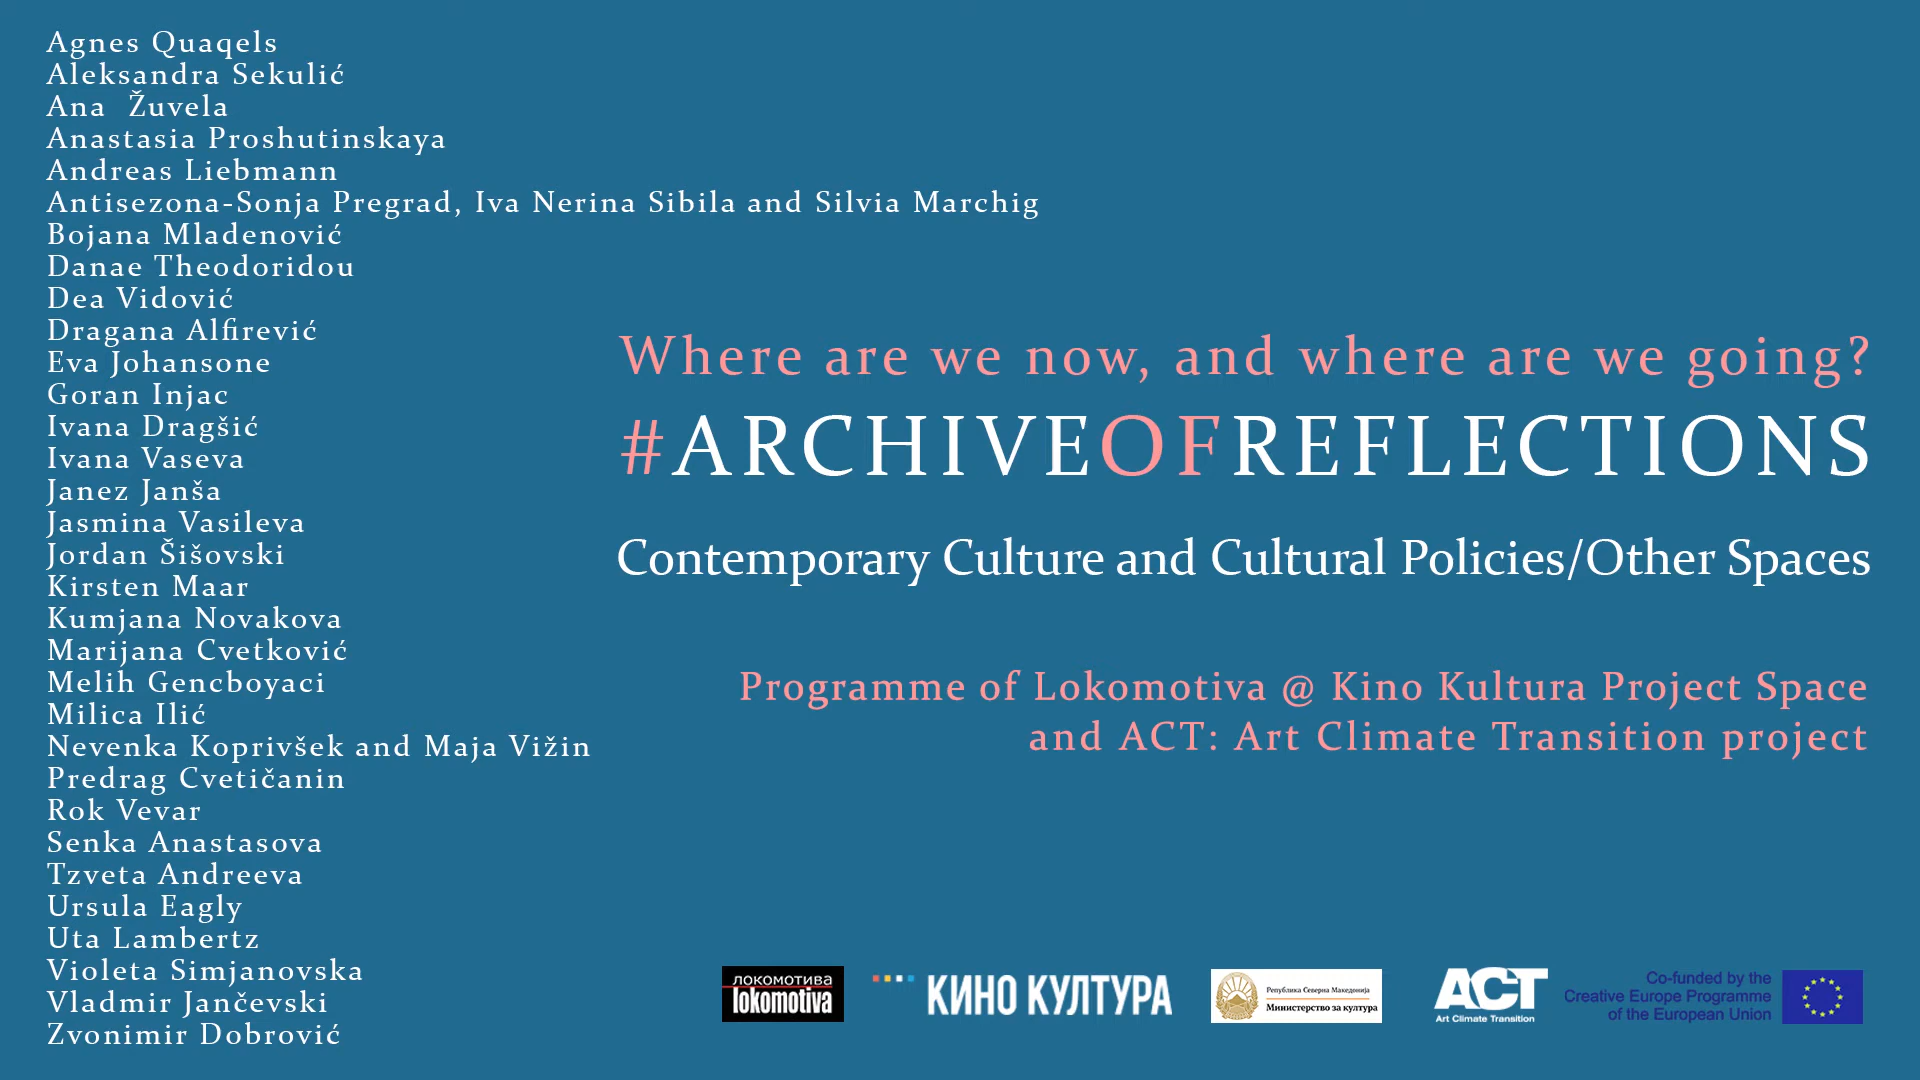 Agnes Quaqels
Aleksandra Sekulić
Ana Žuvela
Anastasia Proshutinskaya
Andreas Liebmann
Antisezona-Sonja Pregrad, Iva Nerina Sibila and Silvia Marchig
Bojana Mladenović
Danae Theodoridou
Dea Vidović
Dragana Alfirević
Eva Johansone
Goran Injac
Ivana Dragšić
Ivana Vaseva
Janez Janša
Jasmina Vasileva
Jordan Šišovski
Kirsten Maar
Kumjana Novakova
Marijana Cvetković
Melih Gencboyaci
Milica Ilić
Nevenka Koprivšek and Maja Vižin
Predrag Cvetičanin
Rok Vevar
Senka Anastasova
Tzveta Andreeva
Ursula Eagly
Uta Lambertz
Violeta Simjanovska
Vladmir Jančevski
Zvonimir Dobrović
Where are we now, and where are we going?
#ARCHIVEOFREFLECTIONS
Contemporary Culture and Cultural Policies/Other Spaces
Programme of Lokomotiva @ Kino Kultura Project Space
and ACT: Art Climate Transition project
ЛОКОМОТИВА
lokomotiva
КИНО КУЛТУРА
Република Северна Македонија
Министерство за култура
ACT
Art Climate Transition
Co-funded by the
Creative Europe Programme
of the European Union